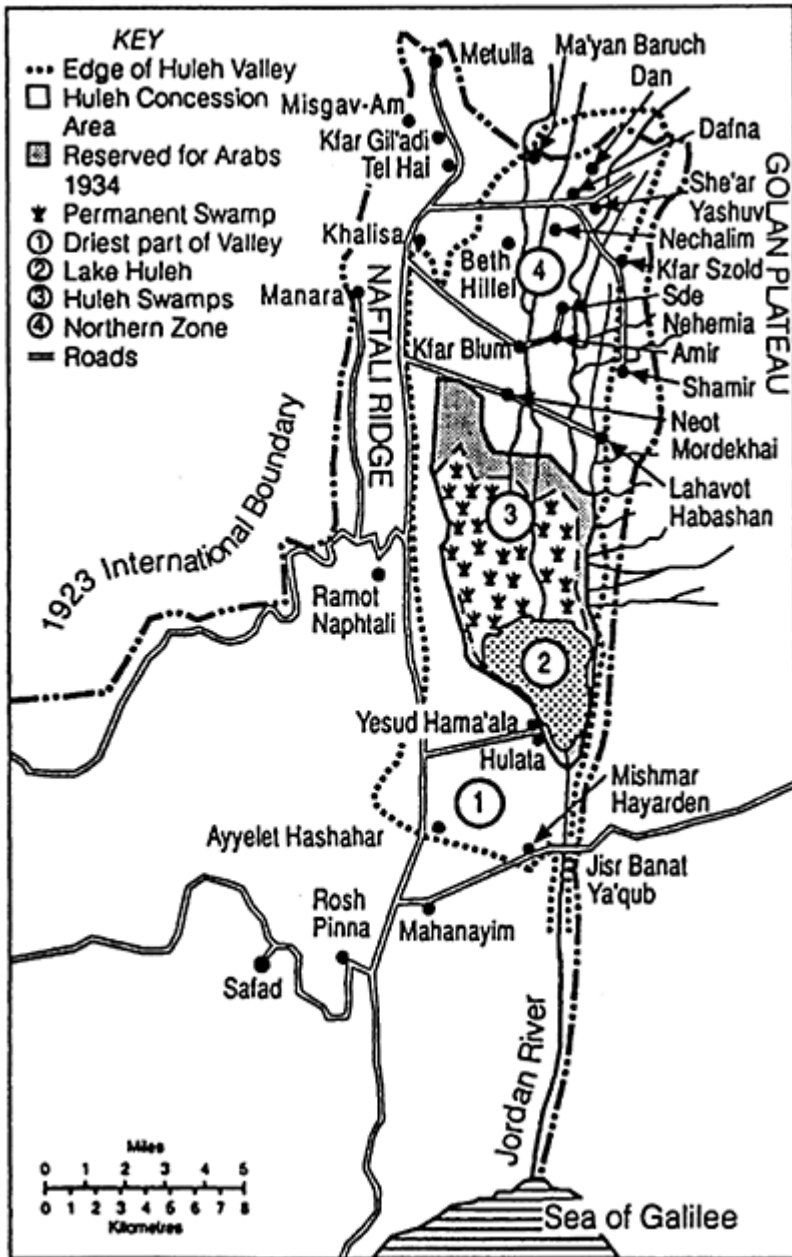 KEY
Edge of Huleh Valley
Huleh Concession
Area
Reserved for Arabs
1934
Permanent Swamp
① Driest part of Valley
② Lake Huleh
③ Huleh Swamps
④ Northern Zone
Roads
Metulla
Ma'yan Baruch
Dan
Misgav-Am
Kfar Gil'adi
Tel Hai
Dafna
She'ar
Yashuv
Khalisa
Nechalim
Beth
Hillel
④
Kfar Szold
Manara
Sde
Nehemia
Kfar Blum
Amir
Shamir
NAFTALI RIDGE
GOLAN PLATEAU
Neot
Mordekhai
③
Lahavot
Habashan
1923 International Boundary
Ramot
Naphtali
②
Yesud Hama'ala
Hulata
①
Mishmar
Hayarden
Ayyelet Hashahar
Jisr Banat
Ya'qub
Rosh
Pinna
Mahanayim
Safad
Jordan River
Miles
0 1 2 3 4 5
0 1 2 3 4 5 6 7 8
Kilometres
Sea of Galilee